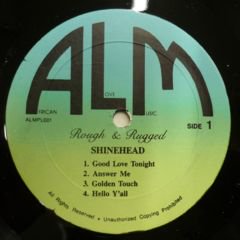 ALM
AFRICAN LOVE MUSIC
ALMPL001
Rough & Rugged
SIDE 1
SHINEHEAD
1. Good Love Tonight
2. Answer Me
3. Golden Touch
4. Hello Y'all
All Rights Reserved • Unauthorized Copying Prohibited